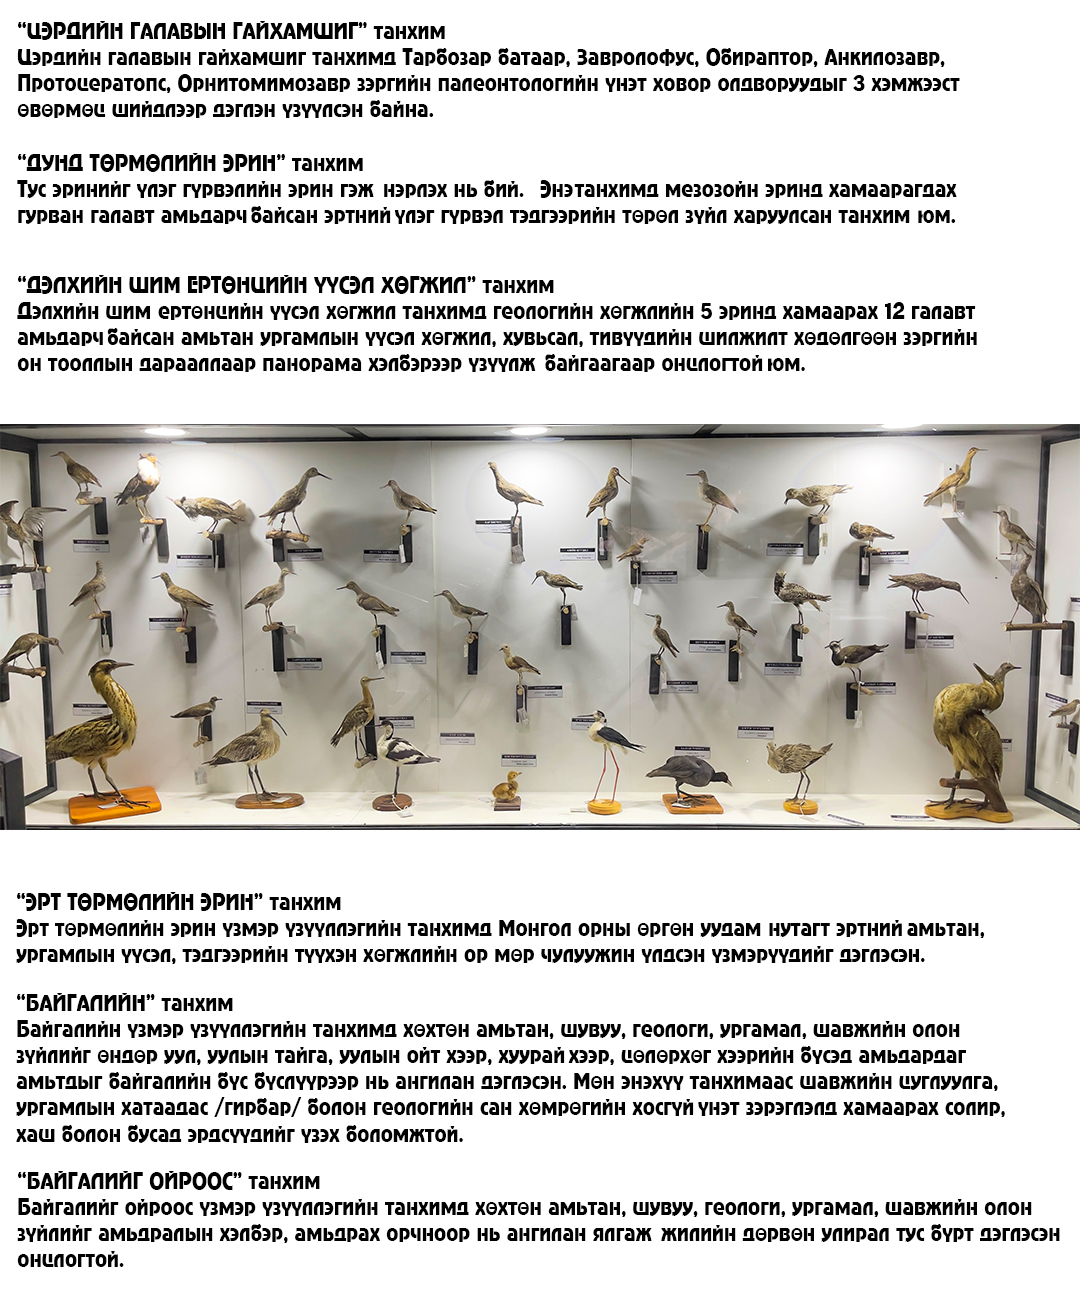 “ЦЭРДИЙН ГАЛАВЫН ГАЙХАМШИГ” танхим
Цэрдийн галавын гайхамшиг танхимд Тарбозар батаар, Завролофус, Обираптор, Анкилозавр,
Протоцератопс, Орнитомимозавр зэргийн палеонтологийн үнэт ховор олдворуудыг 3 хэмжээст
өвөрмөц шийдлээр дэглэн үзүүлсэн байна.
“ДУНД ТӨРМӨЛИЙН ЭРИН” танхим
Тус эринийг үлэг гүрвэлийн эрин гэж нэрлэх нь бий. Энэ танхимд мезозойн эринд хамаарагдах
гурван галавт амьдарч байсан эртний үлэг гүрвэл тэдгээрийн төрөл зүйл харуулсан танхим юм.
“ДЭЛХИЙН ШИМ ЕРТӨНЦИЙН ҮҮСЭЛ ХӨГЖИЛ” танхим
Дэлхийн шим ертөнцийн үүсэл хөгжил танхимд геологийн хөгжлийн 5 эринд хамаарах 12 галавт
амьдарч байсан амьтан ургамлын үүсэл хөгжил, хувьсал, тивүүдийн шилжилт хөдөлгөөн зэргийн
он тооллын дарааллаар панорама хэлбэрээр үзүүлж байгаагаар онцлогтой юм.
“ЭРТ ТӨРМӨЛИЙН ЭРИН” танхим
Эрт төрмөлийн эрин үзмэр үзүүллэгийн танхимд Монгол орны өргөн уудам нутагт эртний амьтан,
ургамлын үүсэл, тэдгээрийн түүхэн хөгжлийн ор мөр чулуужин үлдсэн үзмэрүүдийг дэглэсэн.
“БАЙГАЛИЙН” танхим
Байгалийн үзмэр үзүүллэгийн танхимд хөхтөн амьтан, шувуу, геологи, ургамал, шавжийн олон
зүйлийг өндөр уул, уулын тайга, уулын ойт хээр, хуурай хээр, цөлөрхөг хээрийн бүсэд амьдардаг
амьтдыг байгалийн бүс бүслүүрээр нь ангилан дэглэсэн. Мөн энэхүү танхимаас шавжийн цуглуулга,
ургамлын хатаадас /гирбар/ болон геологийн сан хөмрөгийн хосгүй үнэт зэрэглэлд хамаарах солир,
хаш болон бусад эрдсүүдийг үзэх боломжтой.
“БАЙГАЛИЙГ ОЙРООС” танхим
Байгалийг ойроос үзмэр үзүүллэгийн танхимд хөхтөн амьтан, шувуу, геологи, ургамал, шавжийн олон
зүйлийг амьдралын хэлбэр, амьдрах орчноор нь ангилан ялгаж жилийн дөрвөн улирал тус бүрт дэглэсэн
онцлогтой.